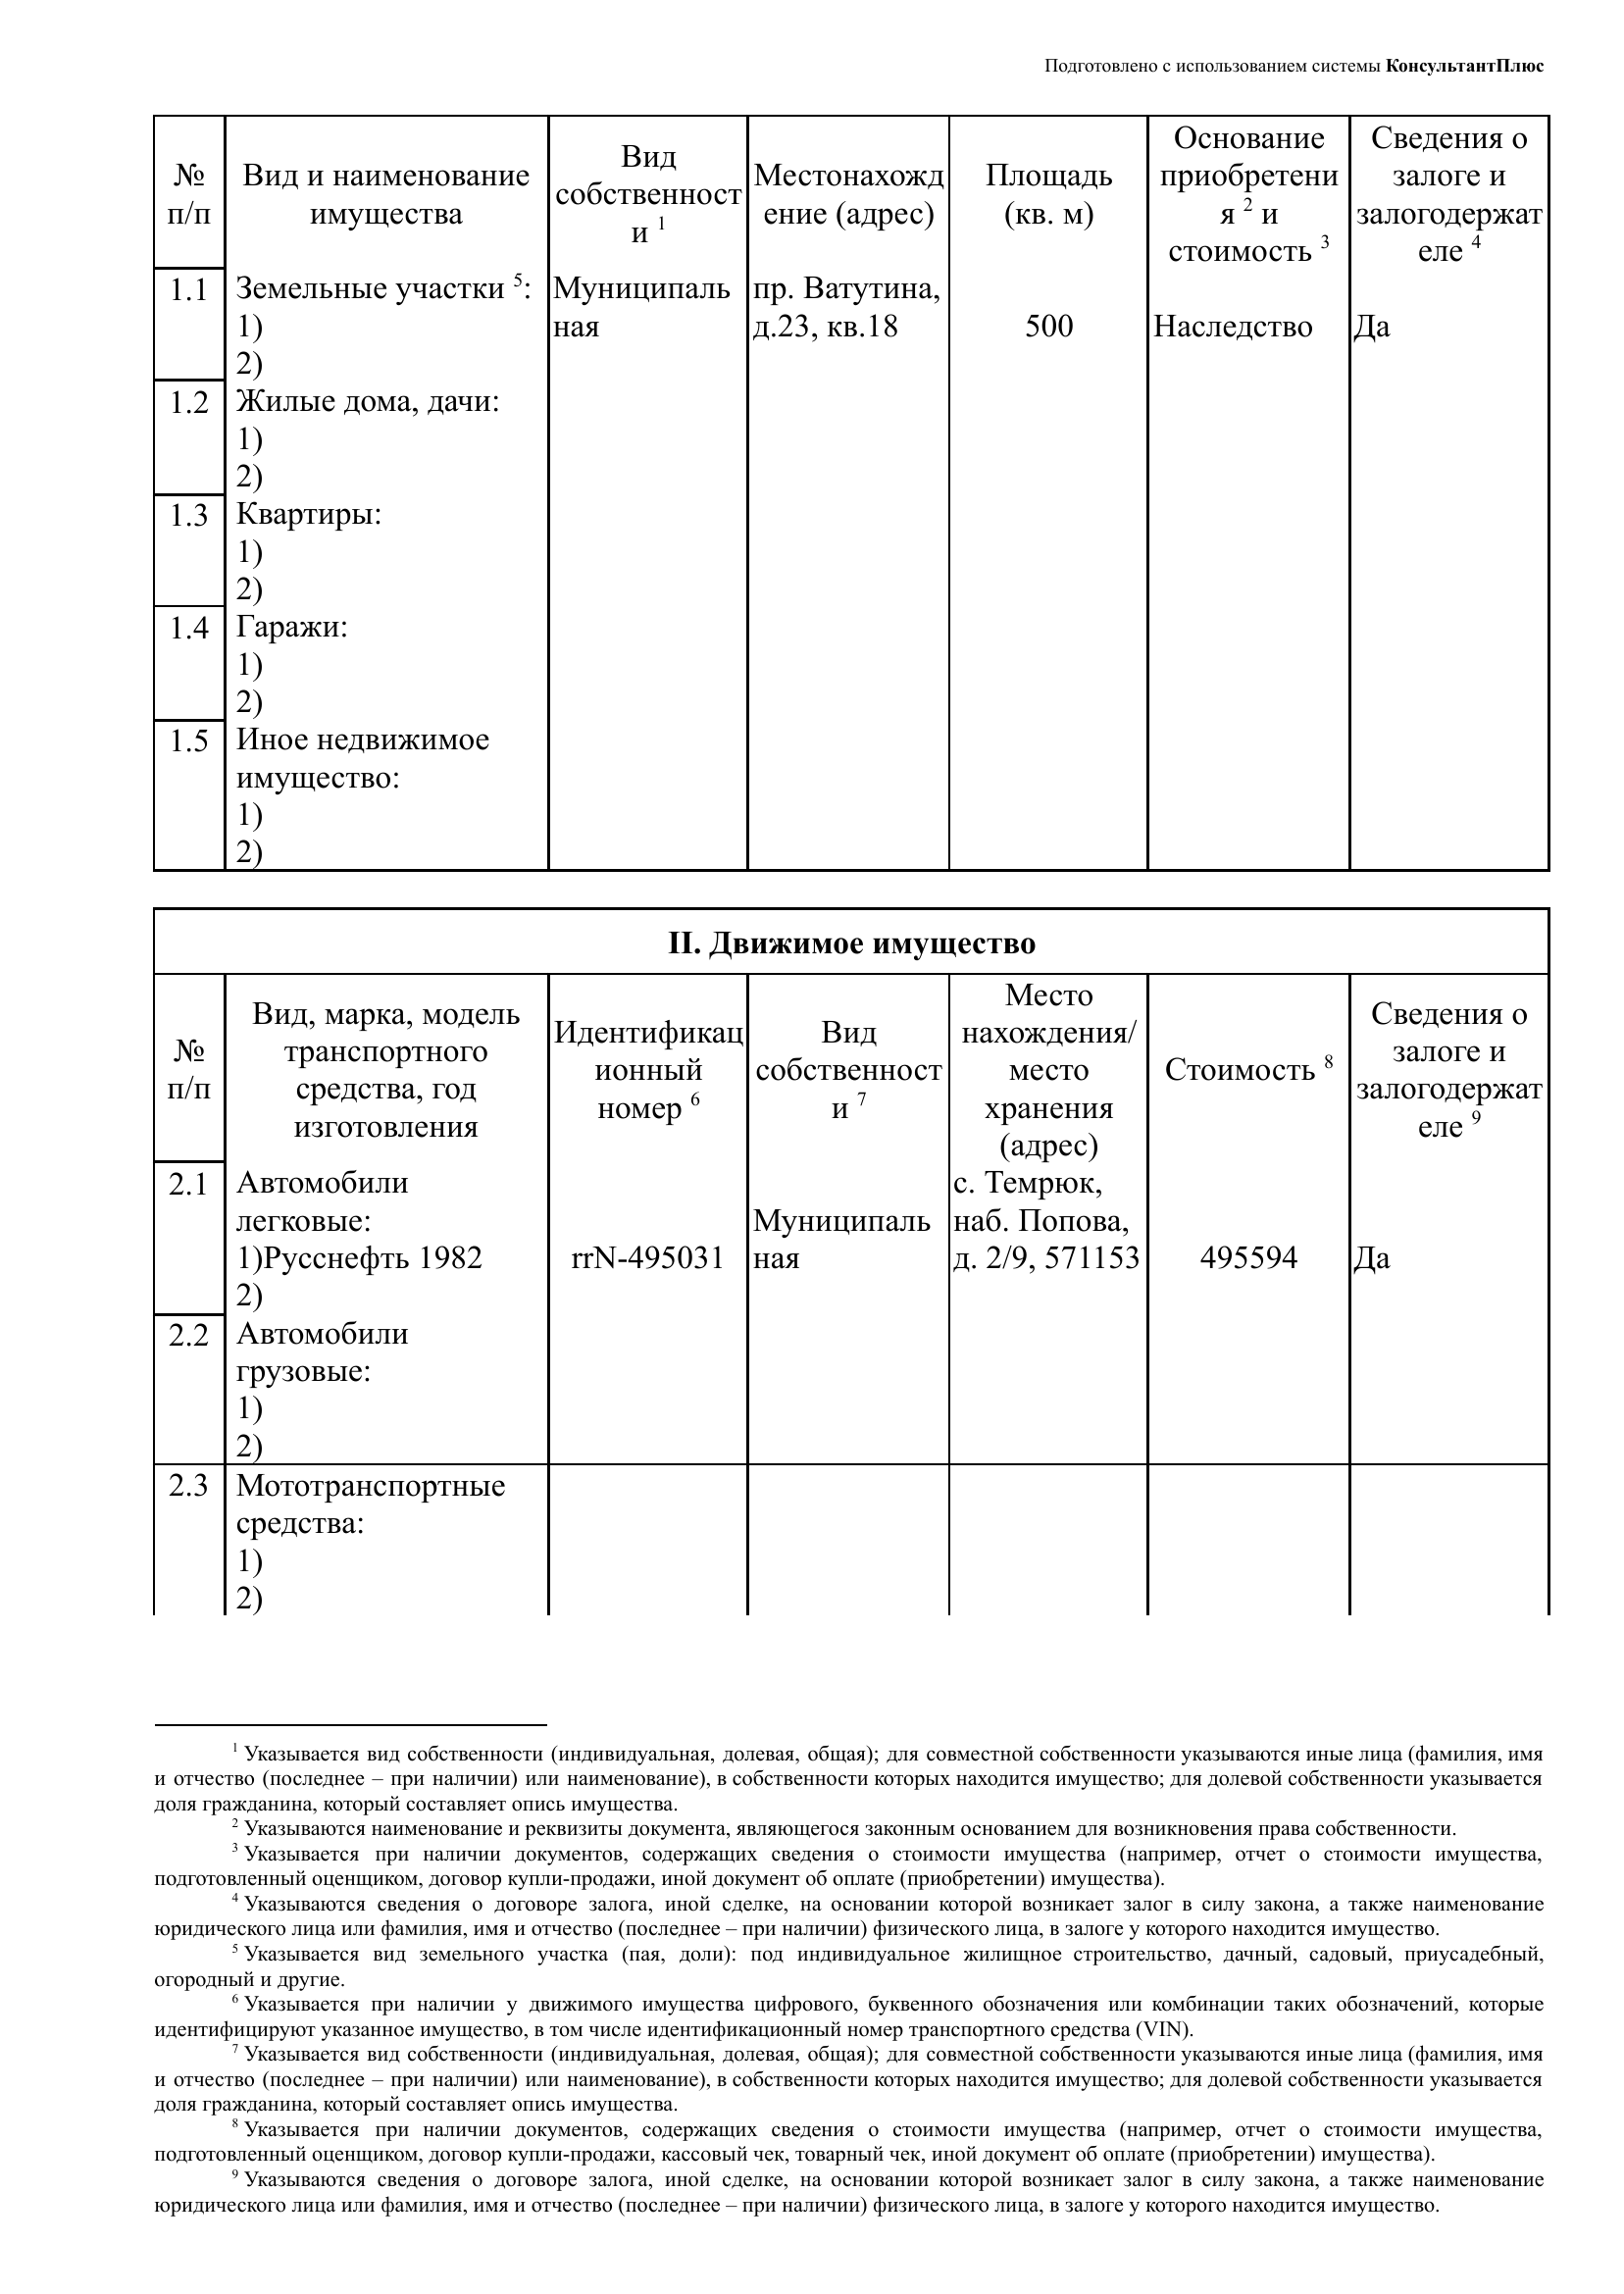 Подготовлено с использованием системы КонсультантПлюс
№ п/п
Вид и наименование имущества
Вид собственност и 1
Местонахожд ение (адрес)
Площадь (кв. м)
Основание приобретени я 2 и стоимость 3
Сведения о залоге и залогодержат еле 4
1.1
Земельные участки 5:
1)
2)
Муниципаль
ная
пр. Ватутина,
д.23, кв.18
500
Наследство
Да
1.2
Жилые дома, дачи:
1)
2)
1.3
Квартиры:
1)
2)
1.4
Гаражи:
1)
2)
1.5
Иное недвижимое
имущество:
1)
2)
II. Движимое имущество
№ п/п
Вид, марка, модель транспортного средства, год изготовления
Идентификац ионный номер 6
Вид собственност и 7
Место нахождения/ место хранения (адрес)
Стоимость 8
Сведения о залоге и залогодержат еле 9
2.1
Автомобили
легковые:
1)Русснефть 1982
2)
rrN-495031
Муниципаль
ная
с. Темрюк,
наб. Попова,
д. 2/9, 571153
495594
Да
2.2
Автомобили
грузовые:
1)
2)
2.3
Мототранспортные
средства:
1)
2)
1 Указывается вид собственности (индивидуальная, долевая, общая); для совместной собственности указываются иные лица (фамилия, имя
и отчество (последнее – при наличии) или наименование), в собственности которых находится имущество; для долевой собственности указывается
доля гражданина, который составляет опись имущества.
2 Указываются наименование и реквизиты документа, являющегося законным основанием для возникновения права собственности.
3 Указывается при наличии документов, содержащих сведения о стоимости имущества (например, отчет о стоимости имущества,
подготовленный оценщиком, договор купли-продажи, иной документ об оплате (приобретении) имущества).
4 Указываются сведения о договоре залога, иной сделке, на основании которой возникает залог в силу закона, а также наименование
юридического лица или фамилия, имя и отчество (последнее – при наличии) физического лица, в залоге у которого находится имущество.
5 Указывается вид земельного участка (пая, доли): под индивидуальное жилищное строительство, дачный, садовый, приусадебный,
огородный и другие.
6 Указывается при наличии у движимого имущества цифрового, буквенного обозначения или комбинации таких обозначений, которые
идентифицируют указанное имущество, в том числе идентификационный номер транспортного средства (VIN).
7 Указывается вид собственности (индивидуальная, долевая, общая); для совместной собственности указываются иные лица (фамилия, имя
и отчество (последнее – при наличии) или наименование), в собственности которых находится имущество; для долевой собственности указывается
доля гражданина, который составляет опись имущества.
8 Указывается при наличии документов, содержащих сведения о стоимости имущества (например, отчет о стоимости имущества,
подготовленный оценщиком, договор купли-продажи, кассовый чек, товарный чек, иной документ об оплате (приобретении) имущества).
9 Указываются сведения о договоре залога, иной сделке, на основании которой возникает залог в силу закона, а также наименование
юридического лица или фамилия, имя и отчество (последнее – при наличии) физического лица, в залоге у которого находится имущество.